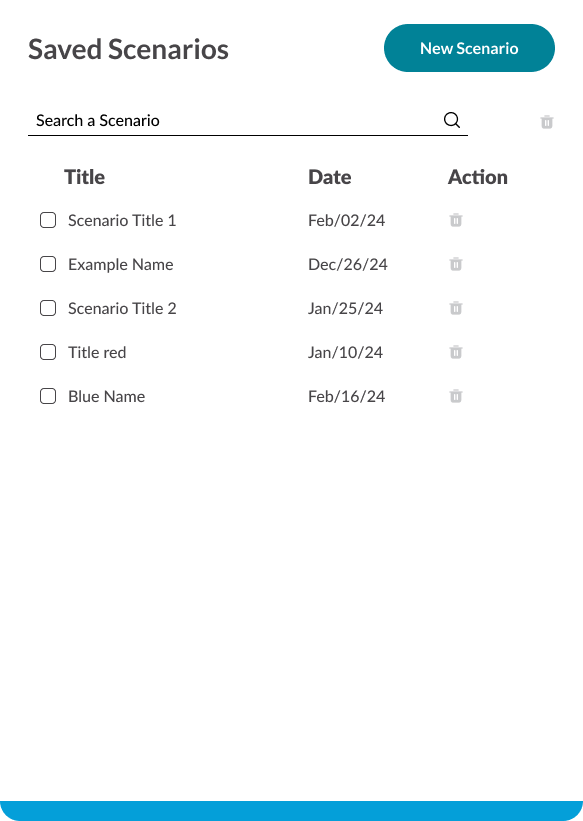 Saved Scenarios New Scenario
Search a Scenario
Title Date Action
Scenario Title 1 Feb/02/24
Example Name Dec/26/24
Scenario Title 2 Jan/25/24
Title red Jan/10/24
Blue Name Feb/16/24